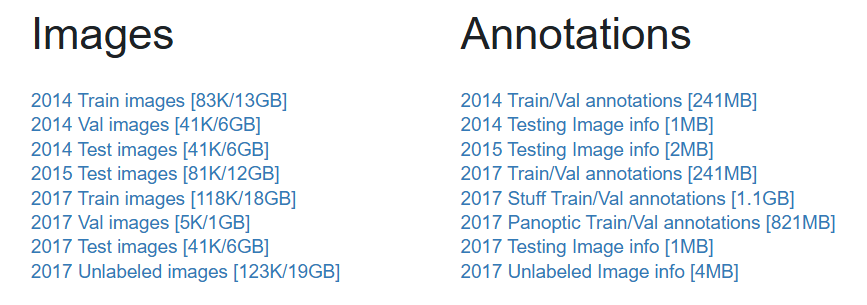 Images
2014 Train images [83K/13GB]
2014 Val images [41K/6GB]
2014 Test images [41K/6GB]
2015 Test images [81K/12GB]
2017 Train images [118K/18GB]
2017 Val images [5K/1GB]
2017 Test images [41K/6GB]
2017 Unlabeled images [123K/19GB]
Annotations
2014 Train/Val annotations [241MB]
2014 Testing Image info [1MB]
2015 Testing Image info [2MB]
2017 Train/Val annotations [241MB]
2017 Stuff Train/Val annotations [1.1GB]
2017 Panoptic Train/Val annotations [821MB]
2017 Testing Image info [1MB]
2017 Unlabeled Image info [4MB]